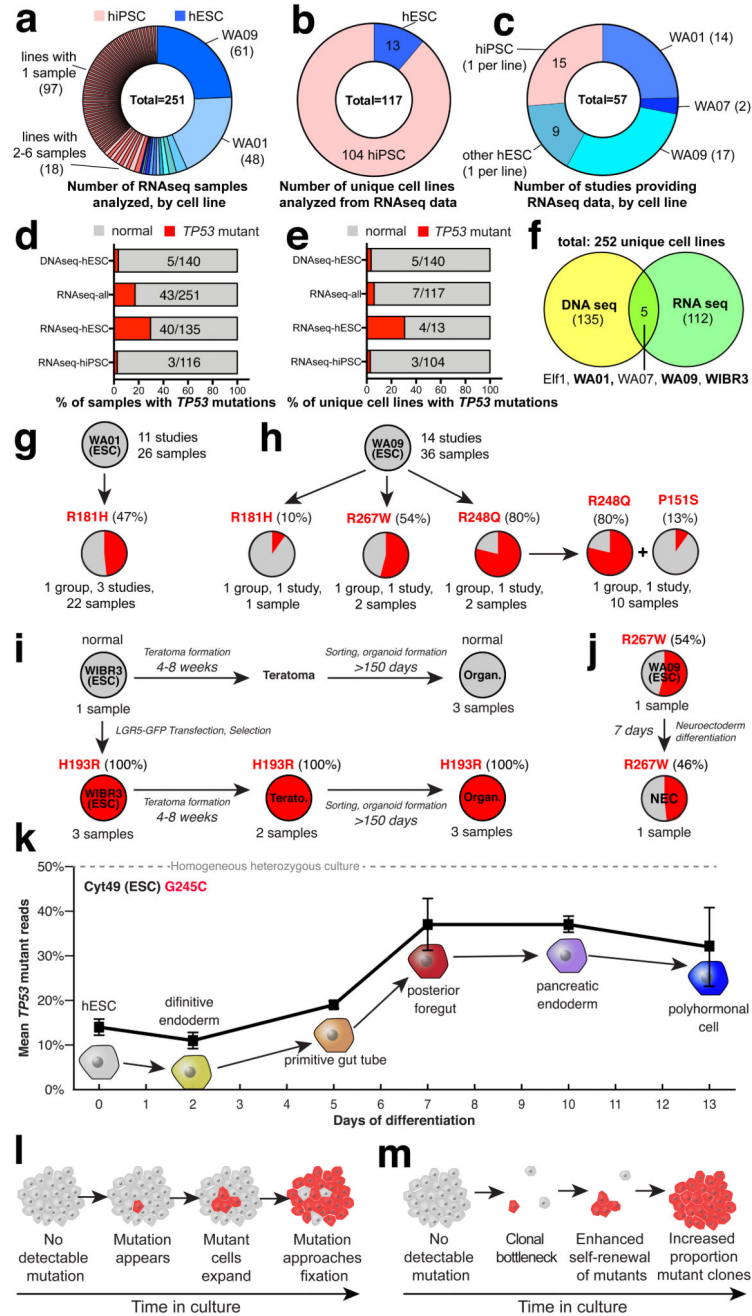 a
hiPSC
hESC
WA09
(61)
lines with
1 sample
(97)
Total=251
lines with
2-6 samples
(18)
WA01
(48)
Number of RNAseq samples
analyzed, by cell line
b
hESC
13
Total=117
104 hiPSC
Number of unique cell lines
analyzed from RNAseq data
c
hiPSC
(1 per line)
15
WA01 (14)
Total=57
WA07 (2)
9
other hESC
(1 per line)
WA09 (17)
Number of studies providing
RNAseq data, by cell line
d
normal
TP53 mutant
DNAseq-hESC
5/140
RNAseq-all
43/251
RNAseq-hESC
40/135
RNAseq-hiPSC
3/116
0 20 40 60 80 100
% of samples with TP53 mutations
e
normal
TP53 mutant
DNAseq-hESC
5/140
RNAseq-all
7/117
RNAseq-hESC
4/13
RNAseq-hiPSC
3/104
0 20 40 60 80 100
% of unique cell lines with TP53 mutations
f
total: 252 unique cell lines
DNA seq
(135)
5
RNA seq
(112)
Elf1, WA01, WA07, WA09, WIBR3
g
WA01
(ESC)
11 studies
26 samples
R181H (47%)
1 group, 3 studies,
22 samples
h
WA09
(ESC)
14 studies
36 samples
R181H (10%)
1 group, 1 study,
1 sample
R267W (54%)
1 group, 1 study,
2 samples
R248Q (80%)
1 group, 1 study,
2 samples
R248Q
(80%)
+
P151S
(13%)
1 group, 1 study,
10 samples
i
normal
WIBR3
(ESC)
1 sample
Teratoma formation
4-8 weeks
Teratoma
Sorting, organoid formation
>150 days
normal
Organ.
3 samples
LGR5-GFP Transfection, Selection
H193R (100%)
WIBR3
(ESC)
3 samples
Teratoma formation
4-8 weeks
H193R (100%)
Terato.
2 samples
Sorting, organoid formation
>150 days
H193R (100%)
Organ.
3 samples
j
R267W (54%)
WA09
(ESC)
1 sample
7 days
Neuroectoderm
differentiation
R267W (46%)
NEC
1 sample
k
50%
40%
30%
20%
10%
0%
Mean TP53 mutant reads
Homogeneous heterozygous culture
Cyt49 (ESC) G245C
hESC
difinitive
endoderm
primitive gut tube
posterior
foregut
pancreatic
endoderm
polyhormonal
cell
0 1 2 3 4 5 6 7 8 9 10 11 12 13
Days of differentiation
l
No
detectable
mutation
Mutation
appears
Mutant
cells
expand
Mutation
approaches
fixation
Time in culture
m
No
detectable
mutation
Clonal
bottleneck
Enhanced
self-renewal
of mutants
Increased
proportion
mutant clones
Time in culture